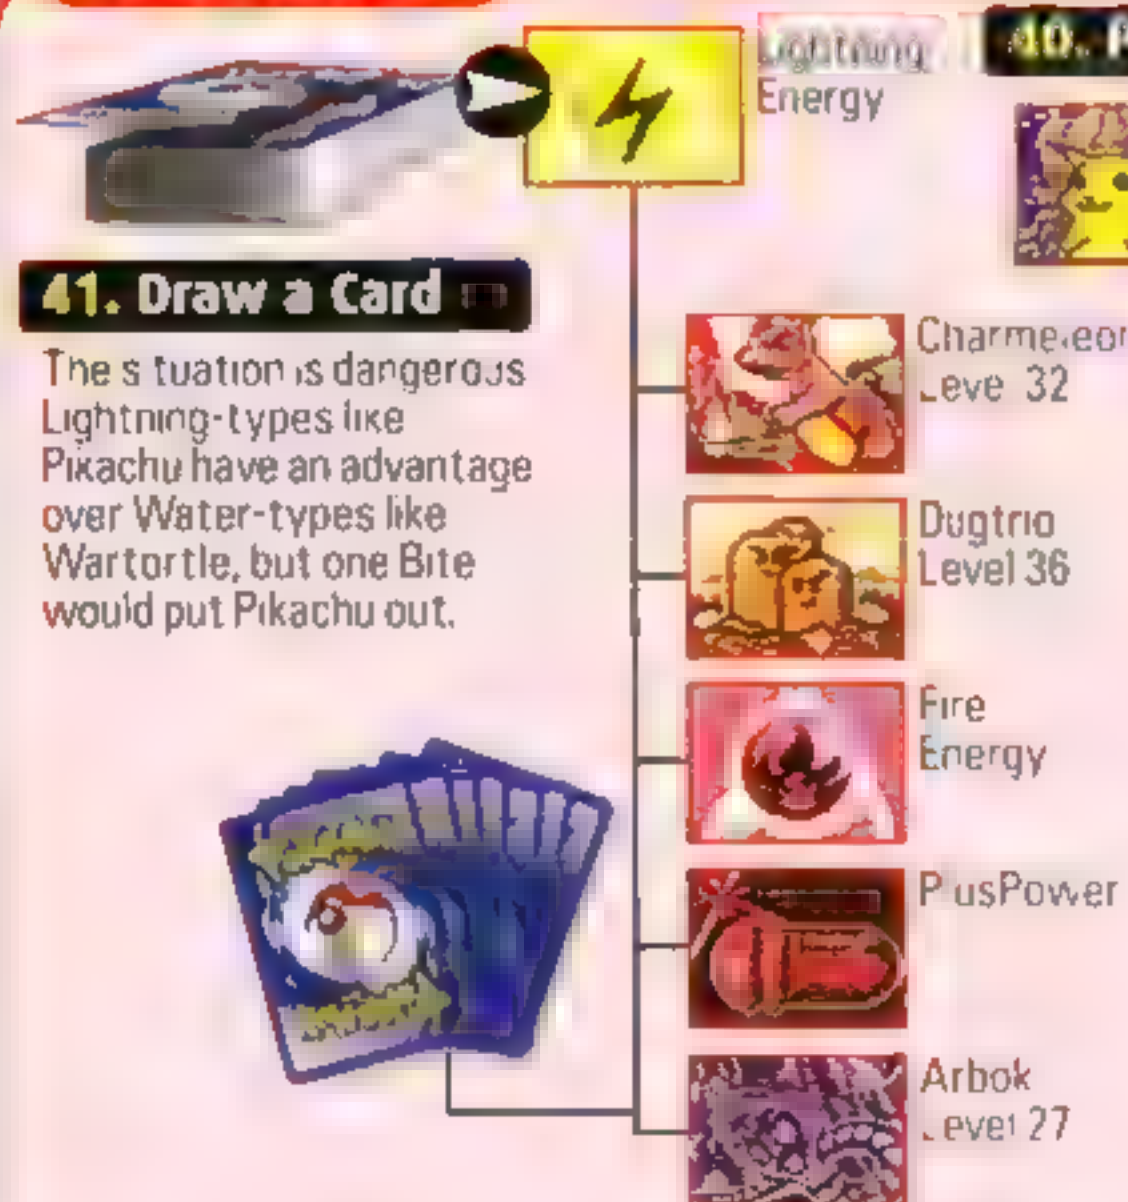 Lightning
Energy
41. Draw a Card
The situation is dangerous
Lightning-types like
Pikachu have an advantage
over Water-types like
Wartortle, but one Bite
would put Pikachu out.
Charmeleon
Level 32
Dugtrio
Level 36
Fire
Energy
PlusPower
Arbok
Level 27